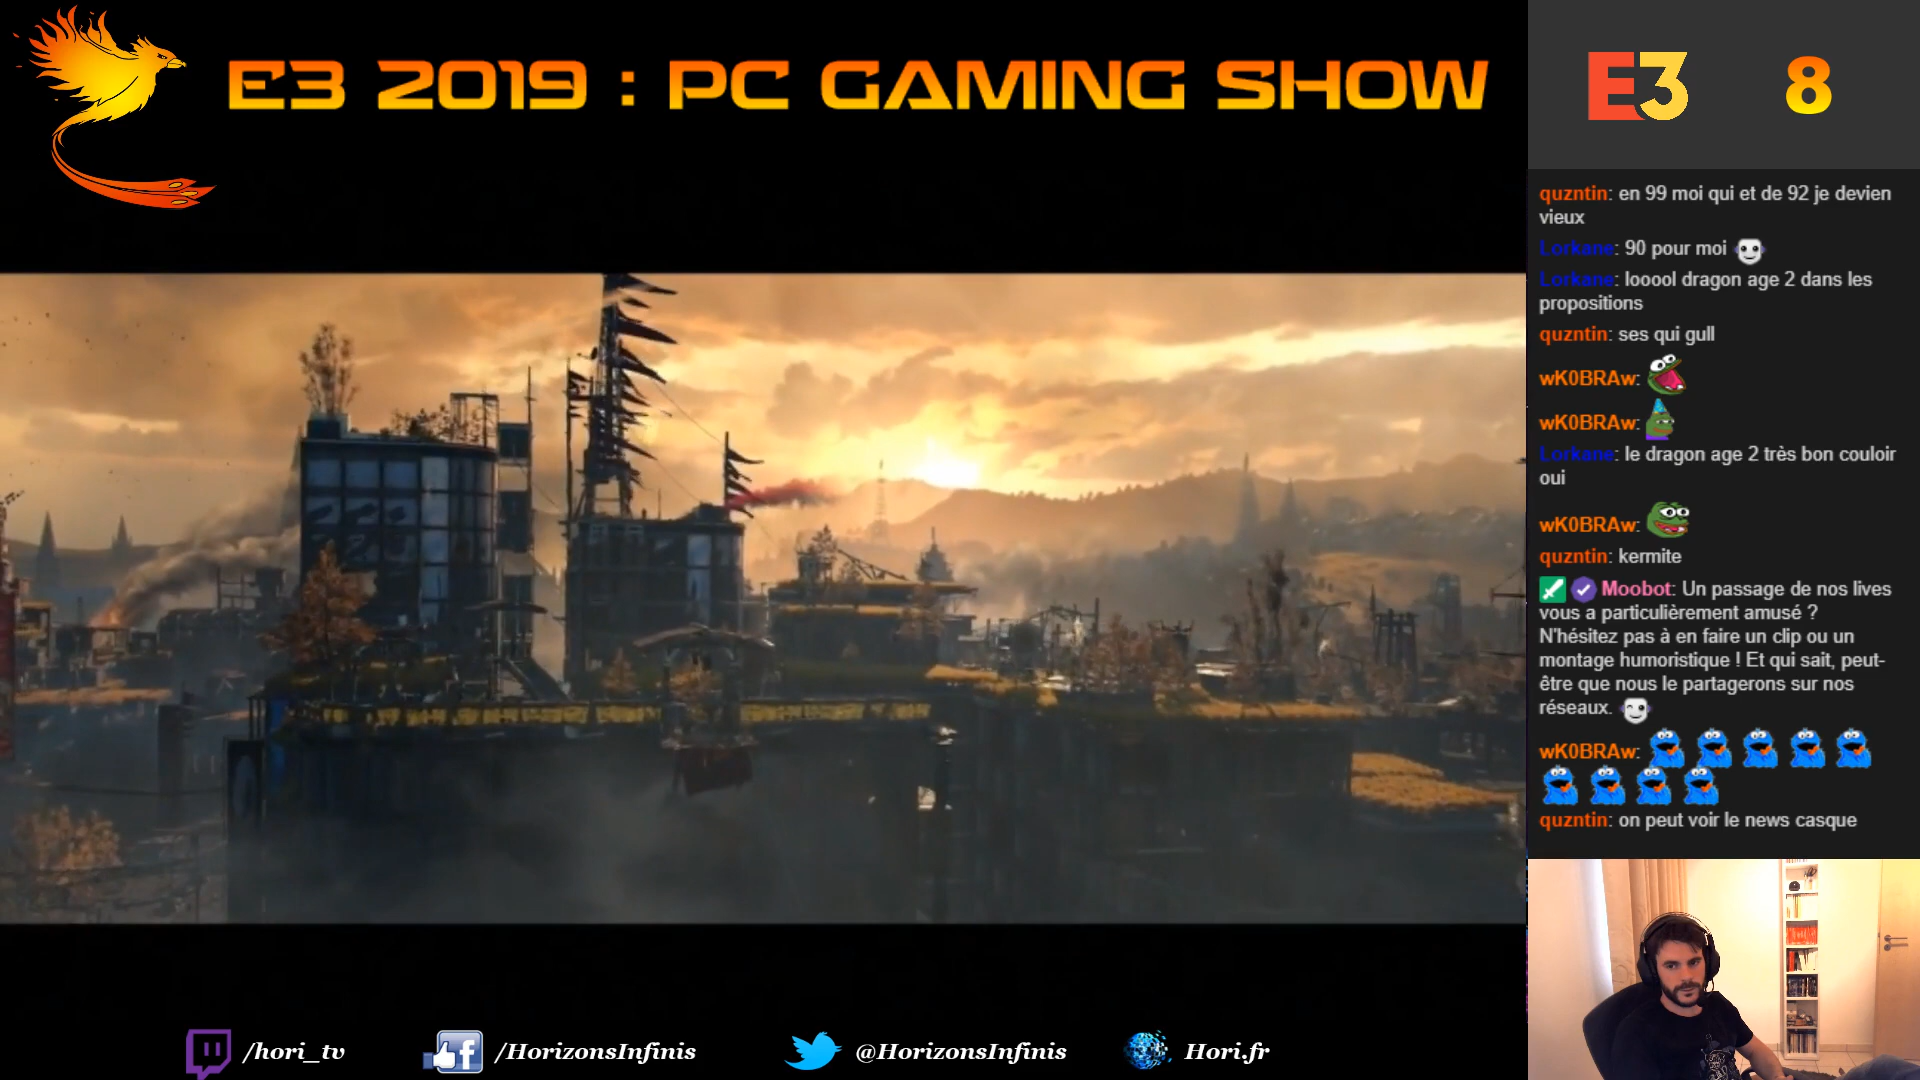 E3 2019 : PC GAMING SHOW
E3 8
quzntin: en 99 moi qui et de 92 je devien
vieux
Lorkane: 90 pour moi
Lorkane: looool dragon age 2 dans les
propositions
quzntin: ses qui gull
wK0BRAw:
wK0BRAw:
Lorkane: le dragon age 2 très bon couloir
oui
wK0BRAw:
quzntin: kermite
Moobot: Un passage de nos lives
vous a particulièrement amusé ?
N'hésitez pas à en faire un clip ou un
montage humoristique ! Et qui sait, peut-
être que nous le partagerons sur nos
réseaux.
wK0BRAw:
quzntin: on peut voir le news casque
/hori_tv
/HorizonsInfinis
@HorizonsInfinis
Hori.fr